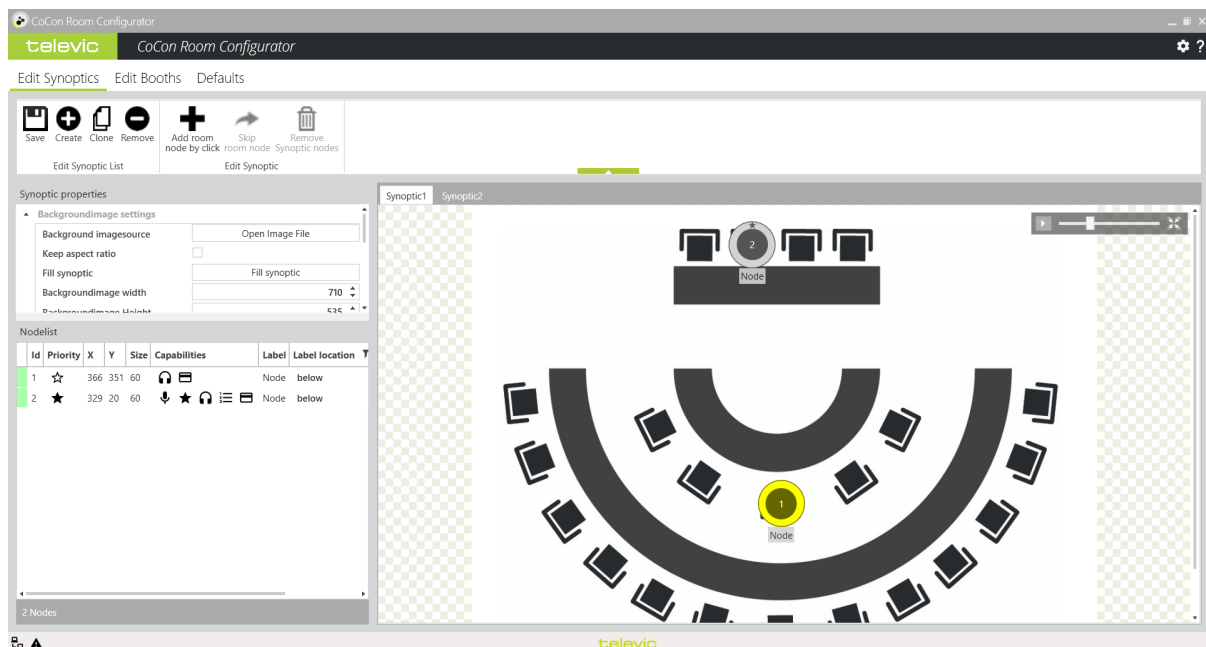 CoCon Room Configurator
televic CoCon Room Configurator ?
Edit Synoptics Edit Booths Defaults
Save Create Clone Remove Add room node by click Skip room node Remove Synoptic nodes
Edit Synoptic List Edit Synoptic
Synoptic properties
Backgroundimage settings
Background imagesource Open Image File
Keep aspect ratio
Fill synoptic Fill synoptic
Backgroundimage width 710
Backgroundimage Height 535
Nodelist
Id Priority X Y Size Capabilities Label Label location
1 366 351 60 Node below
2 329 20 60 Node below
2 Nodes
Synoptic1 Synoptic2
2
Node
1
Node
televic